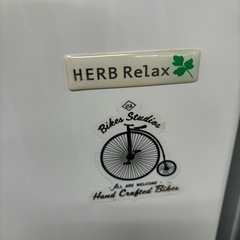 HERB Relax
Bikes Studios
ALL ARE WELCOME
Hand Crafted Bikes